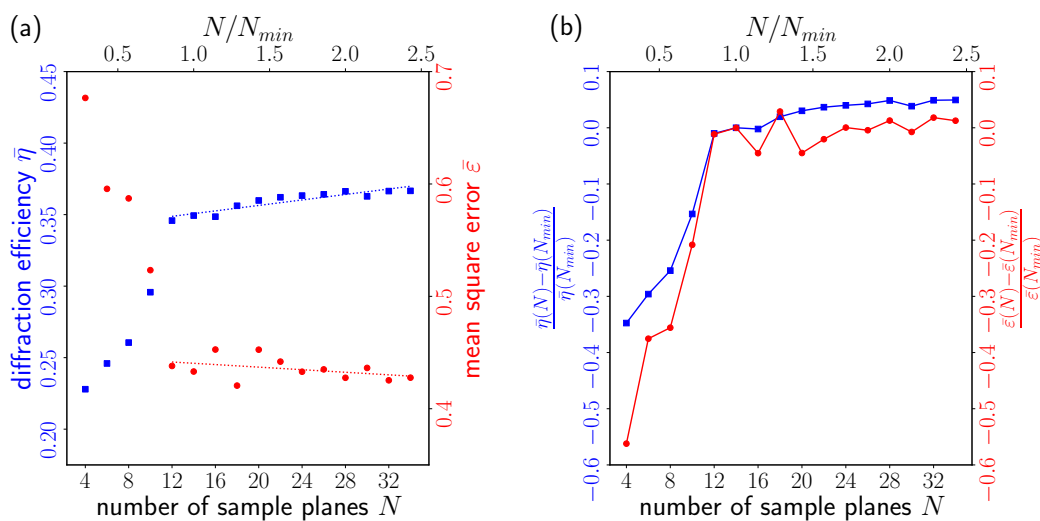 (a)
N/N_min
0.5 1.0 1.5 2.0 2.5
0.45
0.40
0.35
0.30
0.25
0.20
diffraction efficiency η̄
0.7
0.6
0.5
0.4
mean square error ε̄
4 8 12 16 20 24 28 32
number of sample planes N
(b)
N/N_min
0.5 1.0 1.5 2.0 2.5
0.1
0.0
−0.1
−0.2
−0.3
−0.4
−0.5
−0.6
η̄(N)−η̄(N_min)
η̄(N_min)
0.1
0.0
−0.1
−0.2
−0.3
−0.4
−0.5
−0.6
ε̄(N)−ε̄(N_min)
ε̄(N_min)
4 8 12 16 20 24 28 32
number of sample planes N